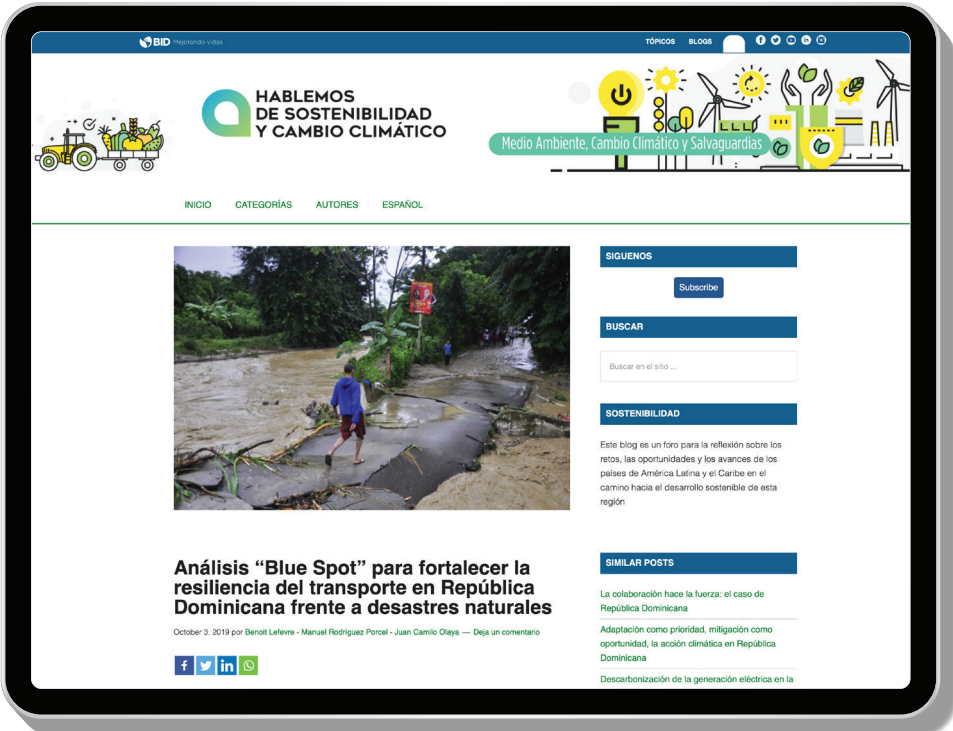 BID Mejorando vidas
TÓPICOS BLOGS
HABLEMOS
DE SOSTENIBILIDAD
Y CAMBIO CLIMÁTICO
Medio Ambiente, Cambio Climático y Salvaguardias
INICIO CATEGORÍAS AUTORES ESPAÑOL
SIGUENOS
Subscribe
BUSCAR
Buscar en el sitio ...
SOSTENIBILIDAD
Este blog es un foro para la reflexión sobre los
retos, las oportunidades y los avances de los
países de América Latina y el Caribe en el
camino hacia el desarrollo sostenible de esta
región
Análisis “Blue Spot” para fortalecer la
resiliencia del transporte en República
Dominicana frente a desastres naturales
October 3, 2019 por Benoit Lefevre - Manuel Rodríguez Porcel - Juan Camilo Olaya — Deja un comentario
SIMILAR POSTS
La colaboración hace la fuerza: el caso de
República Dominicana
Adaptación como prioridad, mitigación como
oportunidad, la acción climática en República
Dominicana
Descarbonización de la generación eléctrica en la